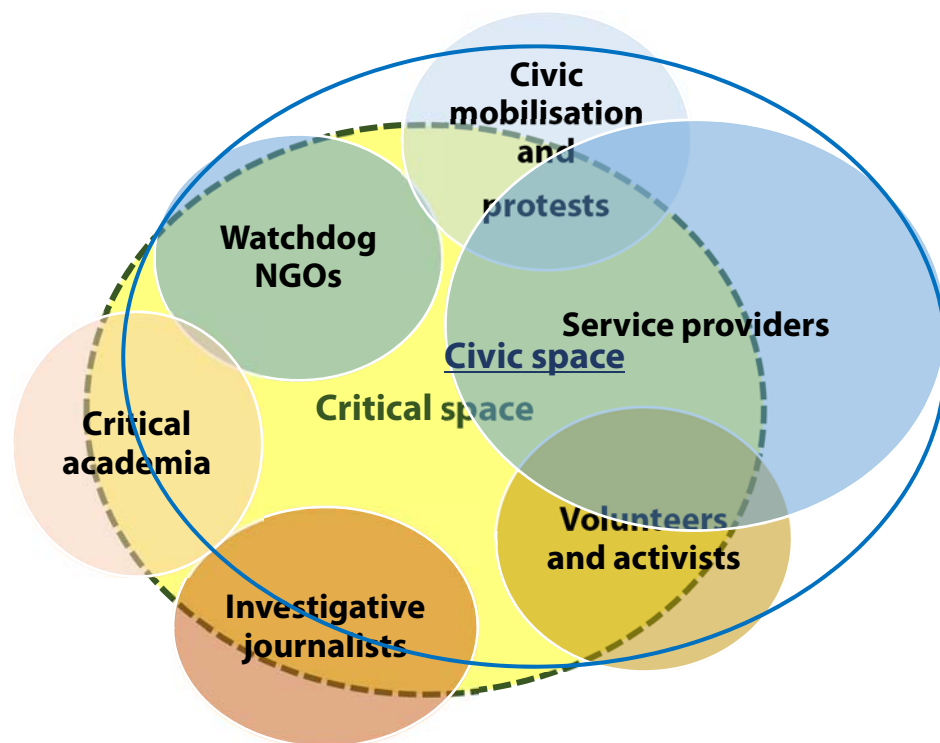 Civic
mobilisation
and
protests
Watchdog
NGOs
Service providers
Civic space
Critical space
Critical
academia
Volunteers
and activists
Investigative
journalists